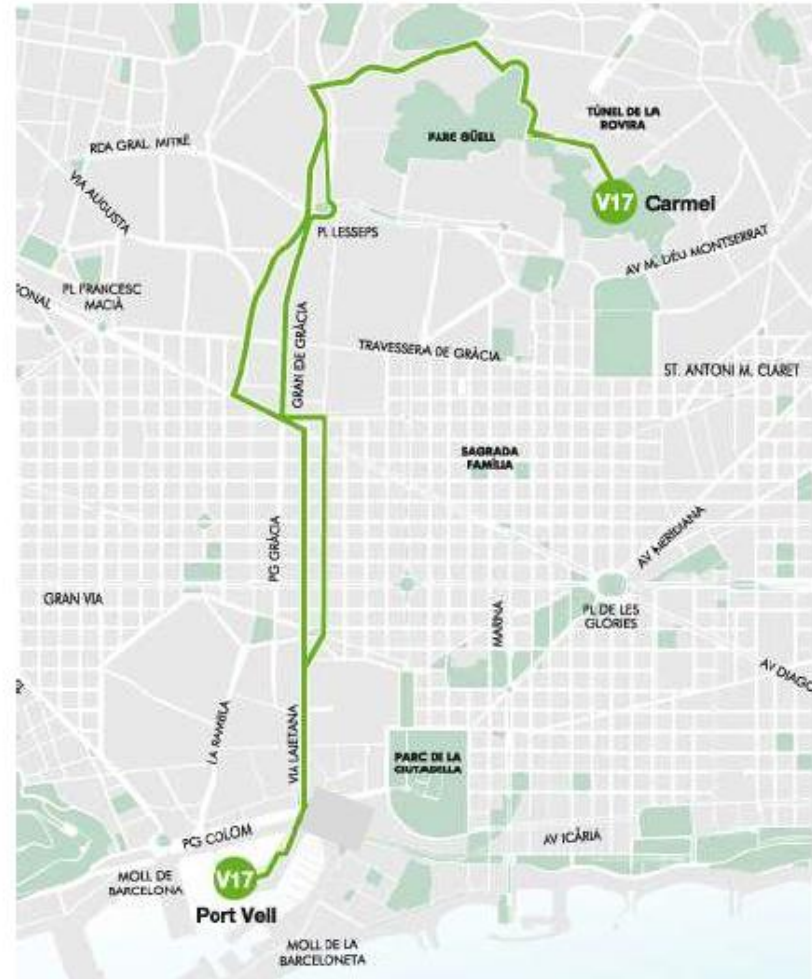 TÚNEL DE LA
ROVIRA
PARC GÜELL
RDA GRAL. MITRÉ
VIA AUGUSTA
V17 Carmel
PL LESSEPS
AV M. DÉU MONTSERRAT
PL FRANCESC
MACIÀ
GRAN DE GRÀCIA
TRAVESSERA DE GRÀCIA
ST. ANTONI M. CLARET
SAGRADA
FAMÍLIA
PG GRÀCIA
AV MERIDIANA
GRAN VIA
MARINA
PL DE LES
GLÒRIES
AV DIAGO
LA RAMBLA
VIA LAIETANA
PARC DE LA
CIUTADELLA
PG COLOM
AV ICÀRIA
MOLL DE
BARCELONA
V17
Port Vell
MOLL DE LA
BARCELONETA